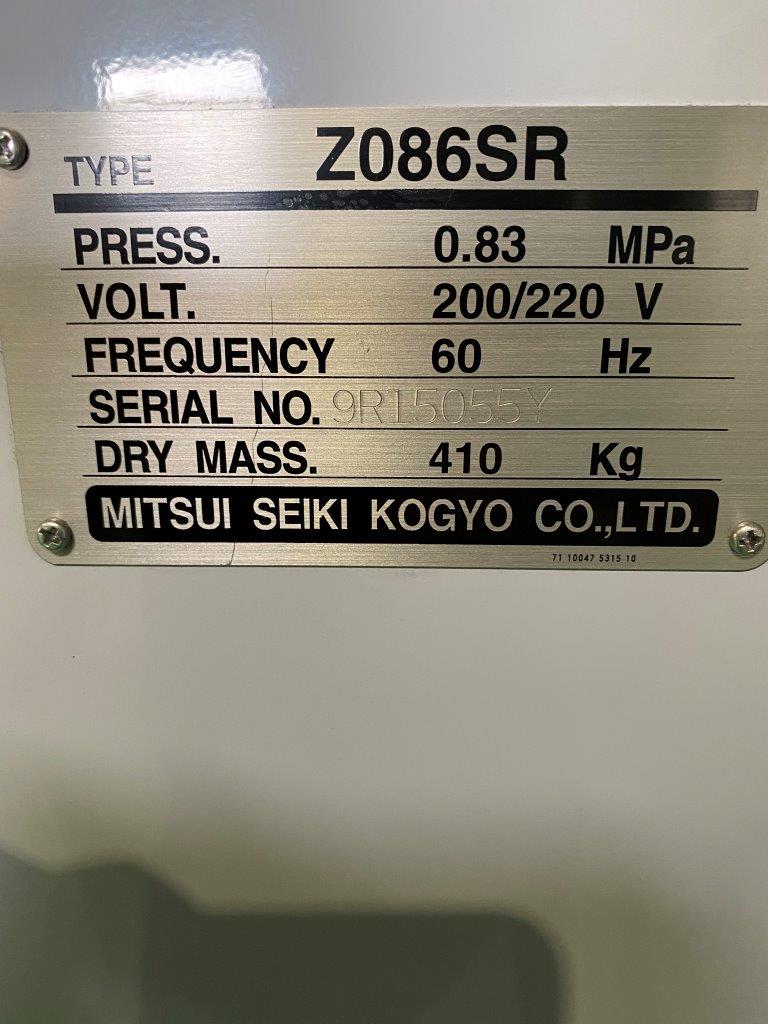 TYPE Z086SR
PRESS. 0.83 MPa
VOLT. 200/220 V
FREQUENCY 60 Hz
SERIAL NO. 9R15055Y
DRY MASS. 410 Kg
MITSUI SEIKI KOGYO CO.,LTD.
71 10047 5315 10